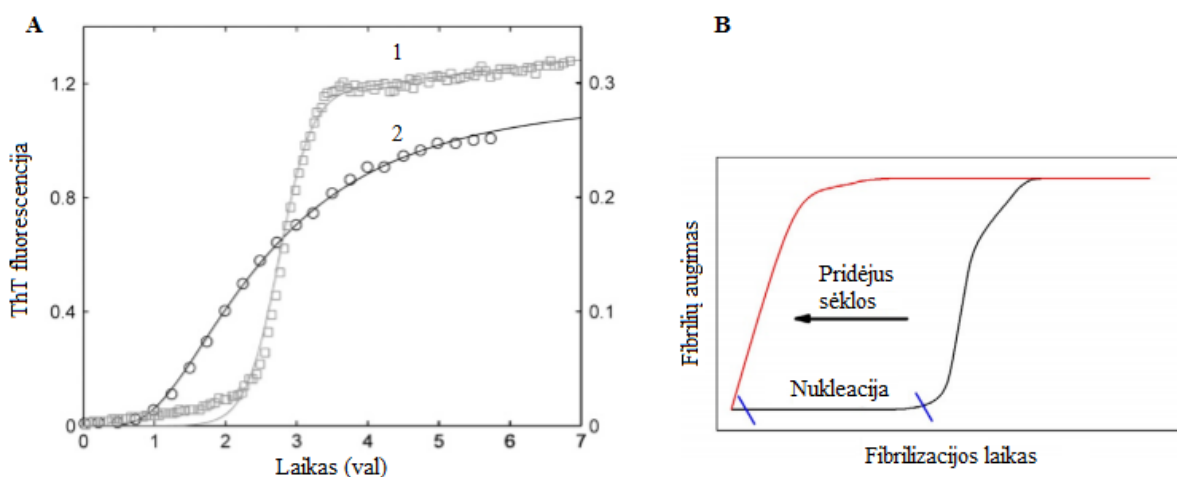 A
ThT fluorescencija
1.2
0.8
0.4
0
1
2
0.3
0.2
0.1
0
0 1 2 3 4 5 6 7
Laikas (val)
B
Fibrilių augimas
Pridėjus
sėklos
Nukleacija
Fibrilizacijos laikas